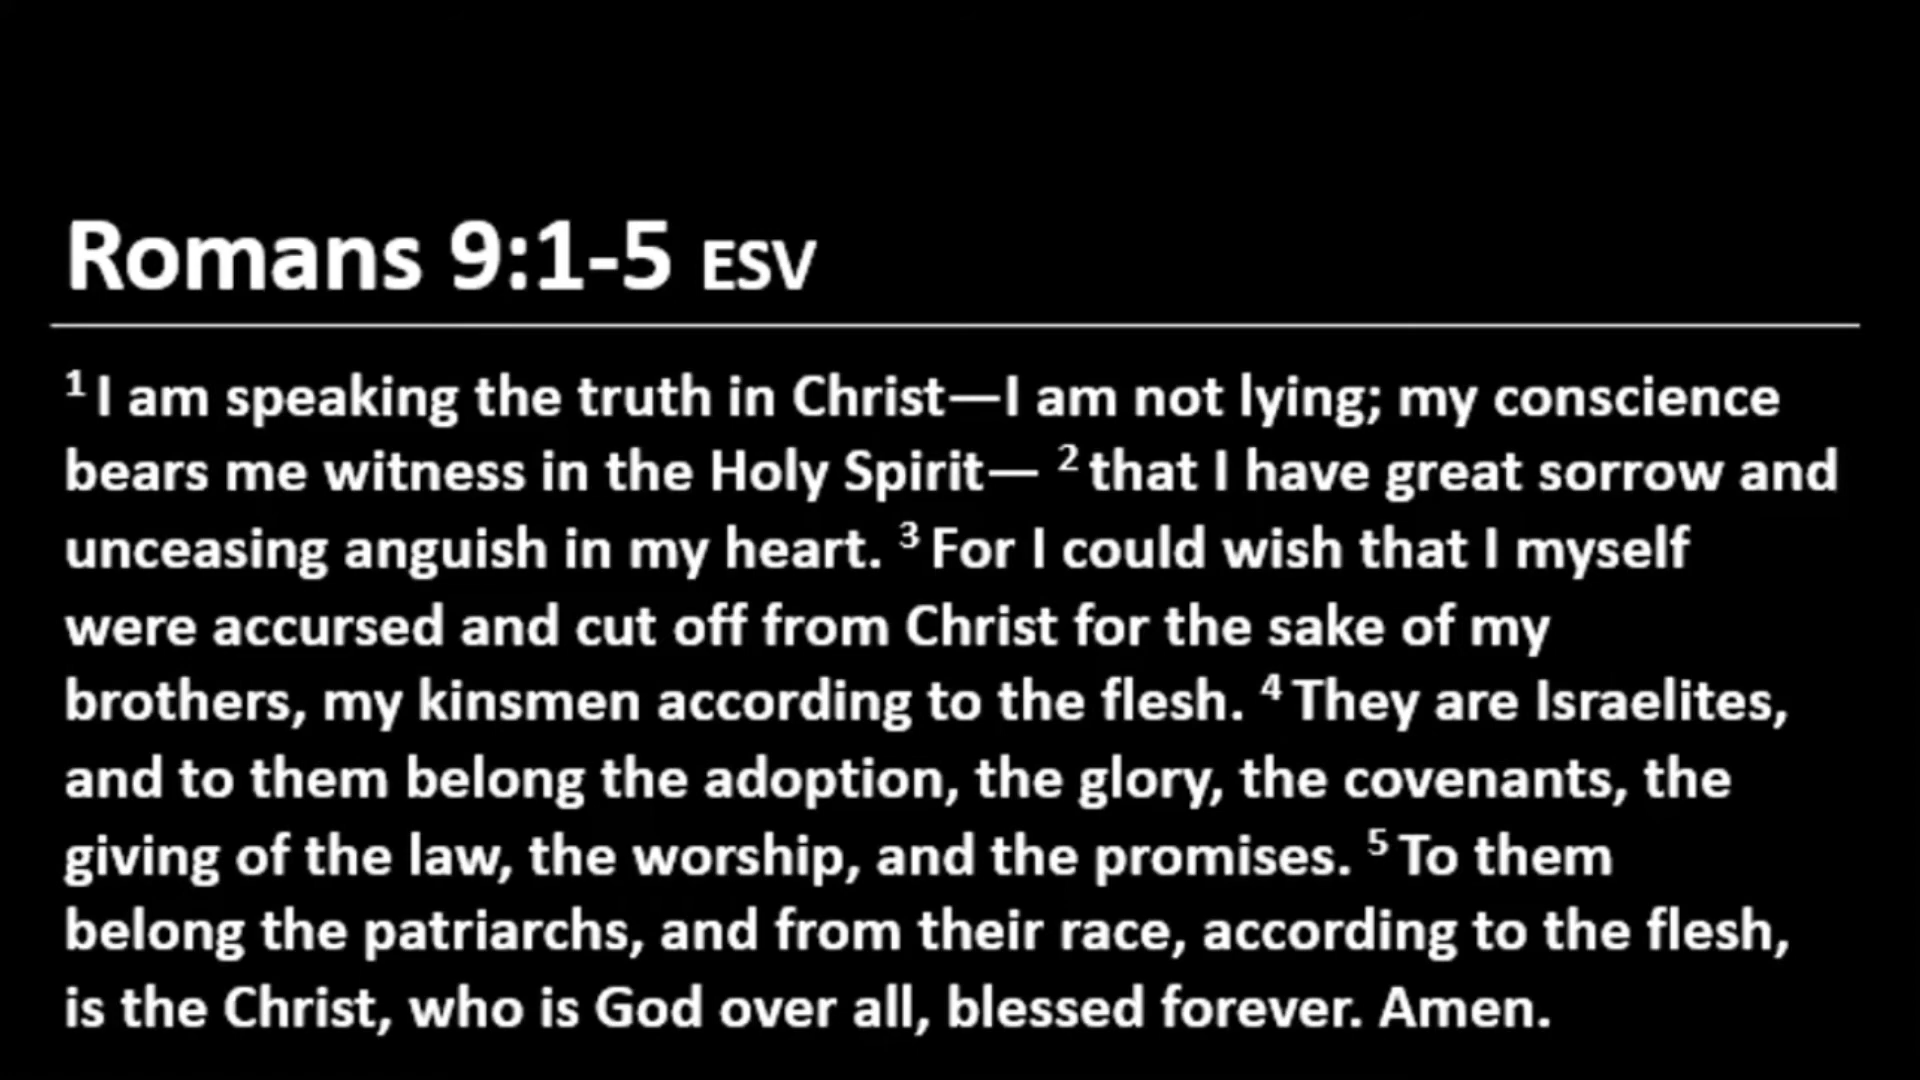 Romans 9:1-5 ESV
1 I am speaking the truth in Christ—I am not lying; my conscience
bears me witness in the Holy Spirit— 2 that I have great sorrow and
unceasing anguish in my heart. 3 For I could wish that I myself
were accursed and cut off from Christ for the sake of my
brothers, my kinsmen according to the flesh. 4 They are Israelites,
and to them belong the adoption, the glory, the covenants, the
giving of the law, the worship, and the promises. 5 To them
belong the patriarchs, and from their race, according to the flesh,
is the Christ, who is God over all, blessed forever. Amen.